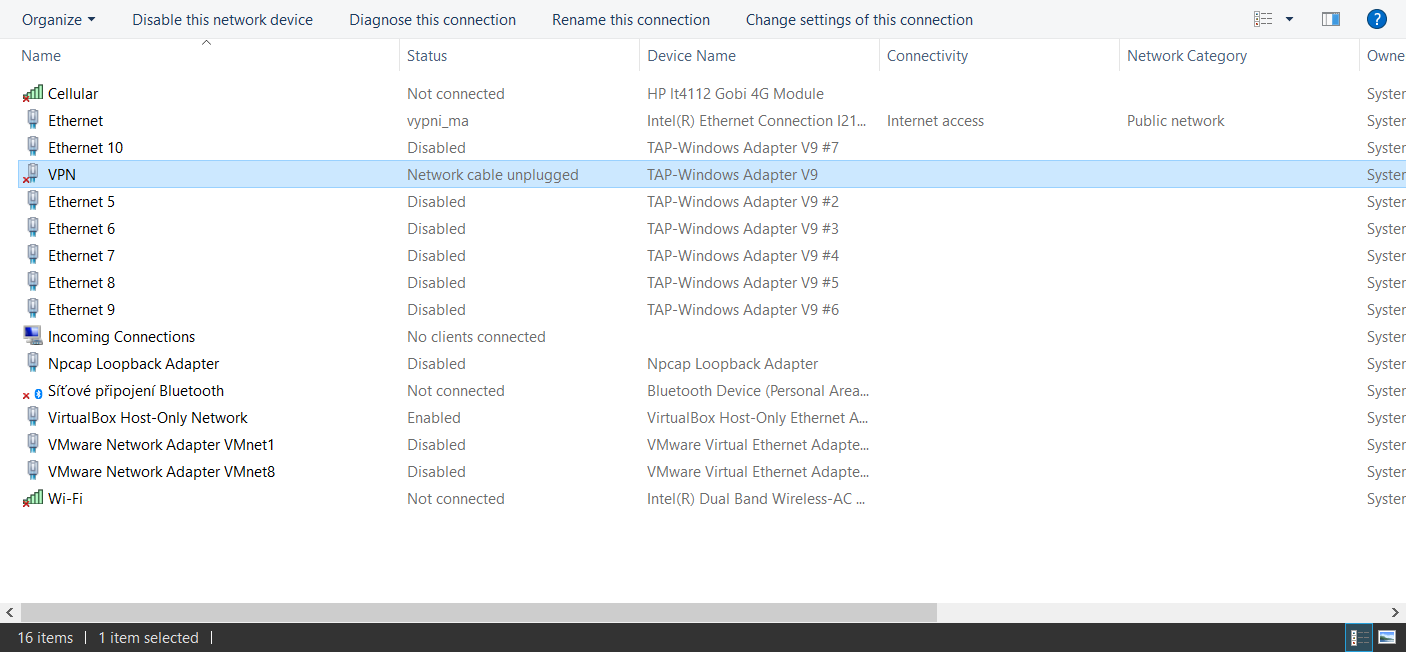 Organize Disable this network device Diagnose this connection Rename this connection Change settings of this connection ?
Name Status Device Name Connectivity Network Category Owne
Cellular Not connected HP lt4112 Gobi 4G Module Syster
Ethernet vypni_ma Intel(R) Ethernet Connection I21... Internet access Public network Syster
Ethernet 10 Disabled TAP-Windows Adapter V9 #7 Syster
VPN Network cable unplugged TAP-Windows Adapter V9 Syster
Ethernet 5 Disabled TAP-Windows Adapter V9 #2 Syster
Ethernet 6 Disabled TAP-Windows Adapter V9 #3 Syster
Ethernet 7 Disabled TAP-Windows Adapter V9 #4 Syster
Ethernet 8 Disabled TAP-Windows Adapter V9 #5 Syster
Ethernet 9 Disabled TAP-Windows Adapter V9 #6 Syster
Incoming Connections No clients connected Syster
Npcap Loopback Adapter Disabled Npcap Loopback Adapter Syster
Síťové připojení Bluetooth Not connected Bluetooth Device (Personal Area... Syster
VirtualBox Host-Only Network Enabled VirtualBox Host-Only Ethernet A... Syster
VMware Network Adapter VMnet1 Disabled VMware Virtual Ethernet Adapte... Syster
VMware Network Adapter VMnet8 Disabled VMware Virtual Ethernet Adapte... Syster
Wi-Fi Not connected Intel(R) Dual Band Wireless-AC ... Syster
16 items 1 item selected